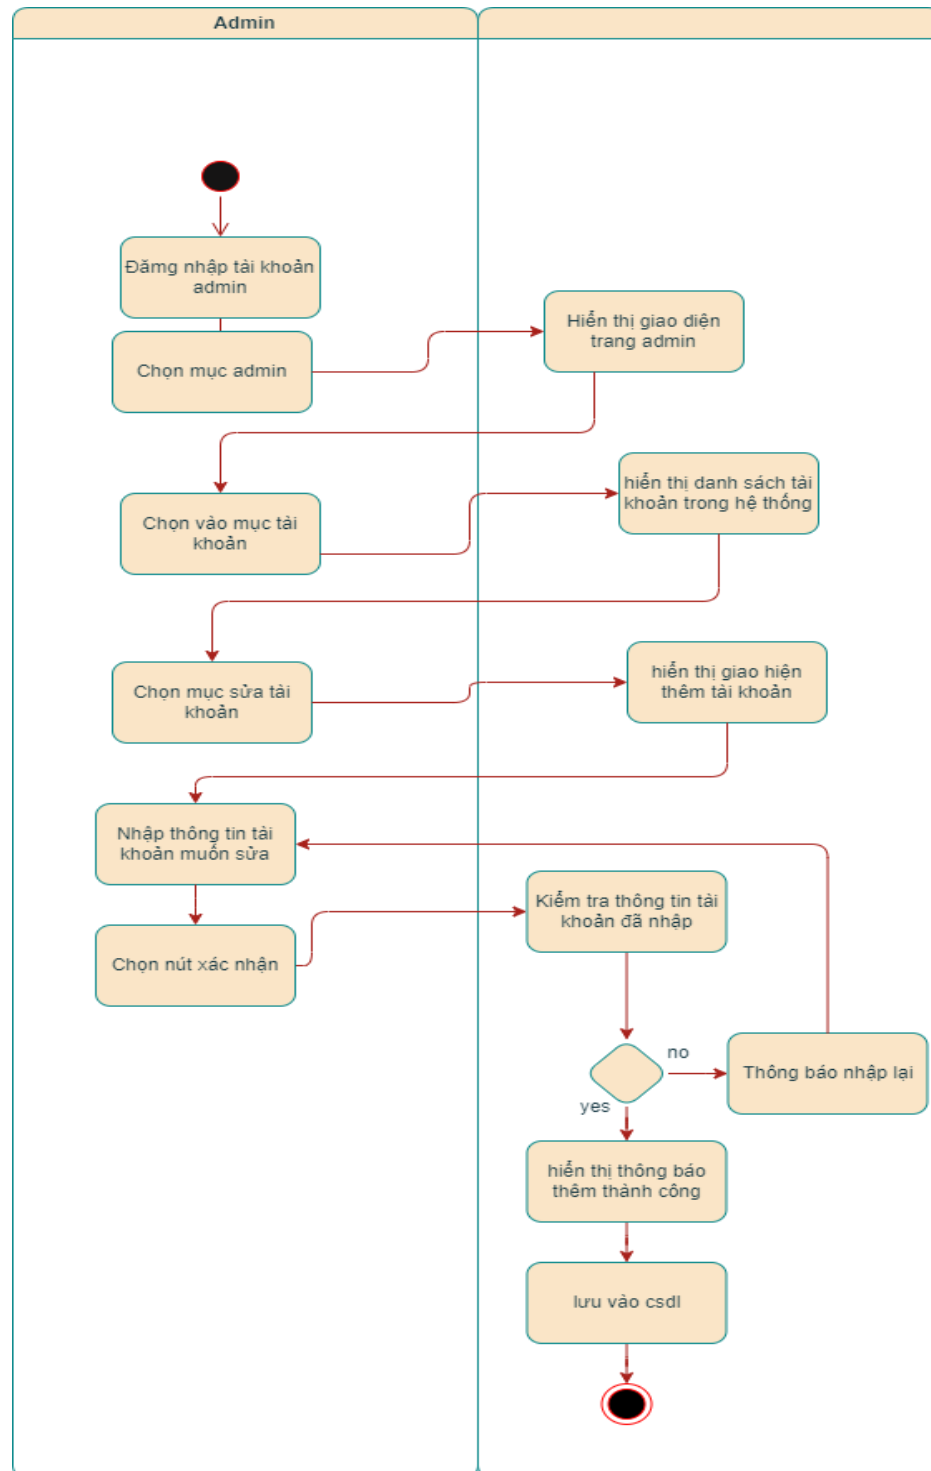 Admin
Đămg nhập tài khoản
admin
Chọn mục admin
Hiển thị giao diện
trang admin
Chọn vào mục tài
khoản
hiển thị danh sách tài
khoản trong hệ thống
Chọn mục sửa tài
khoản
hiển thị giao hiện
thêm tài khoản
Nhập thông tin tài
khoản muốn sửa
Chọn nút xác nhận
Kiểm tra thông tin tài
khoản đã nhập
no
Thông báo nhập lại
yes
hiển thị thông báo
thêm thành công
lưu vào csdl